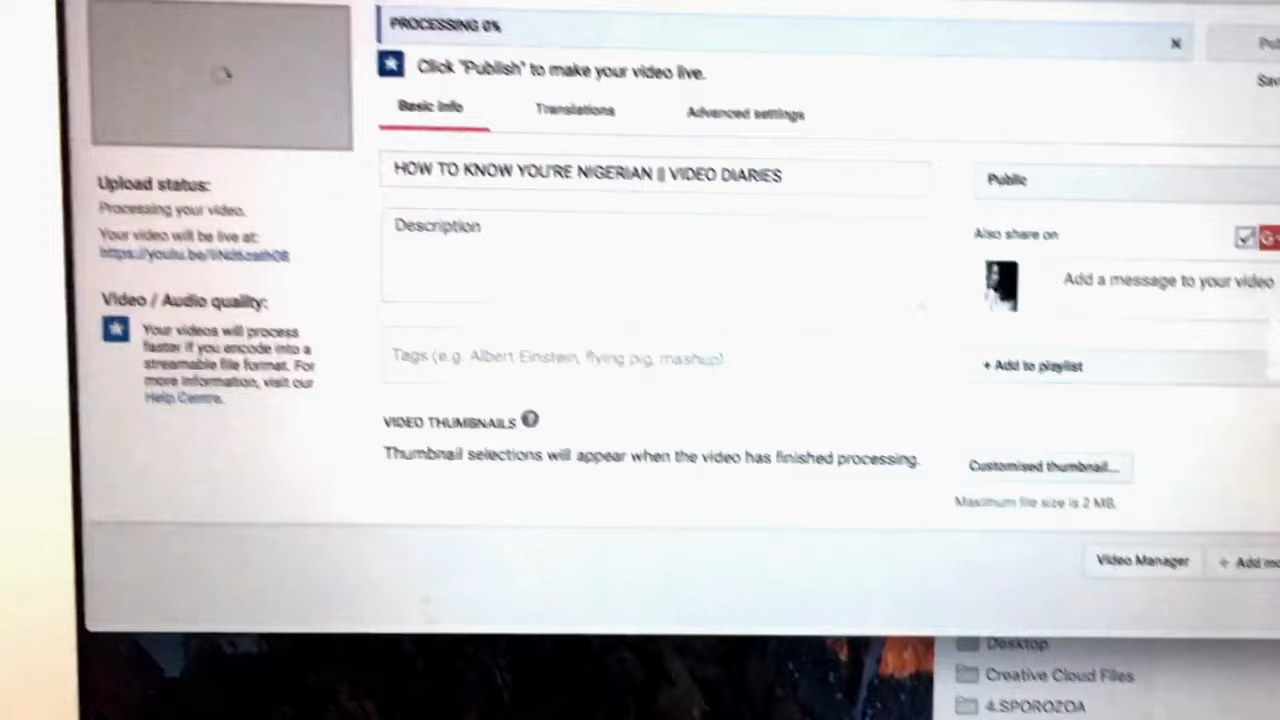 PROCESSING 0%
Click "Publish" to make your video live.
Basic info
Translations
Advanced settings
HOW TO KNOW YOU'RE NIGERIAN || VIDEO DIARIES
Public
Upload status:
Processing your video.
Your video will be live at:
Description
Also share on
G+
Add a message to your video
Video / Audio quality:
Your videos will process
faster if you encode into a
streamable file format. For
more information, visit our
Help Centre.
Tags (e.g. Albert Einstein, flying pig, mashup)
+ Add to playlist
VIDEO THUMBNAILS ?
Thumbnail selections will appear when the video has finished processing.
Customised thumbnail...
Maximum file size is 2 MB.
Video Manager
+ Add
Desktop
Creative Cloud Files
4.SPOROZOA